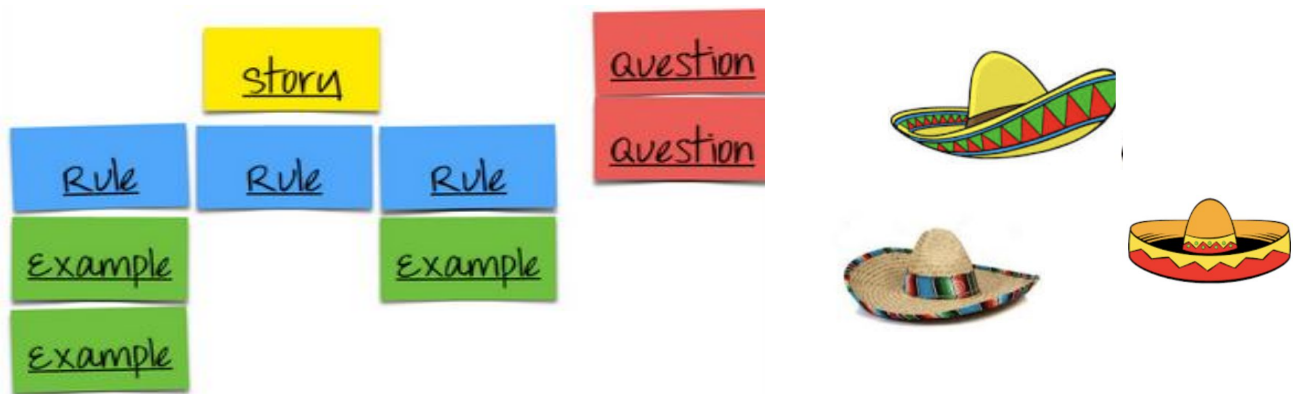 Story
Question
Question
Rule
Rule
Rule
Example
Example
Example